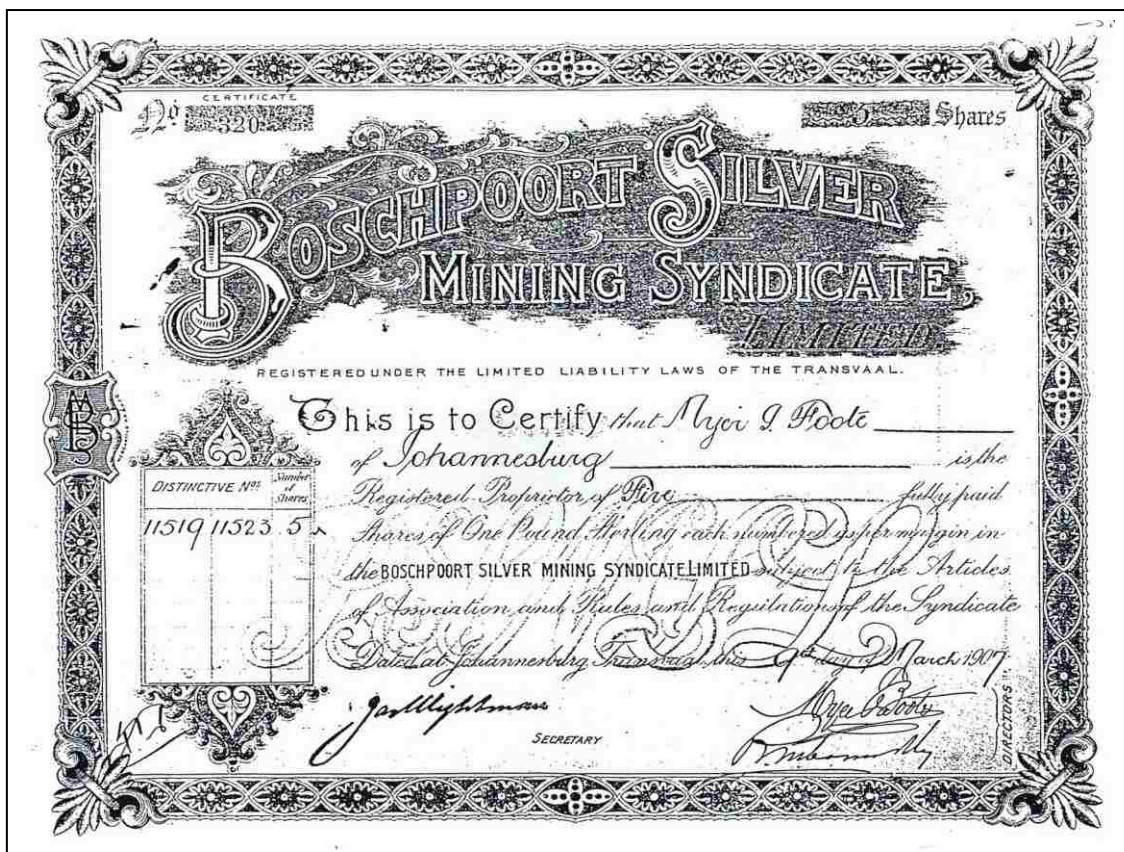 CERTIFICATE
No 320 5 Shares
BOSCHPOORT SILVER
MINING SYNDICATE,
LIMITED
REGISTERED UNDER THE LIMITED LIABILITY LAWS OF THE TRANSVAAL.
This is to Certify that Myer I Foote
of Johannesburg is the
Registered Proprietor of Five fully paid
Shares of One Pound Sterling each numbered as per margin in
the BOSCHPOORT SILVER MINING SYNDICATE LIMITED subject to the Articles
of Association and Rules and Regulations of the Syndicate
Dated at Johannesburg Transvaal, this 9th day of March 1907.
DISTINCTIVE Nos Number of Shares
11519 11523 5
SECRETARY
DIRECTORS